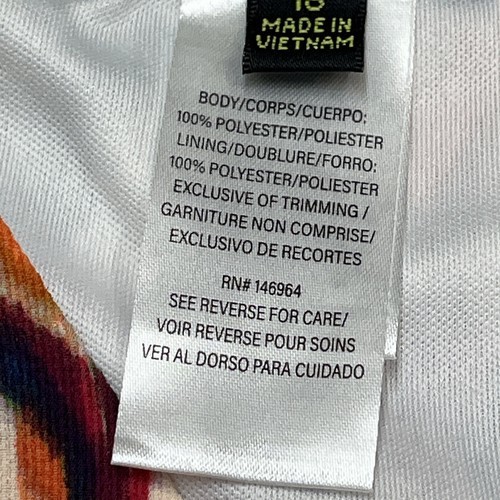 MADE IN
VIETNAM
BODY/CORPS/CUERPO:
100% POLYESTER/POLIESTER
LINING/DOUBLURE/FORRO:
100% POLYESTER/POLIESTER
EXCLUSIVE OF TRIMMING /
GARNITURE NON COMPRISE/
EXCLUSIVO DE RECORTES
RN# 146964
SEE REVERSE FOR CARE/
VOIR REVERSE POUR SOINS
VER AL DORSO PARA CUIDADO